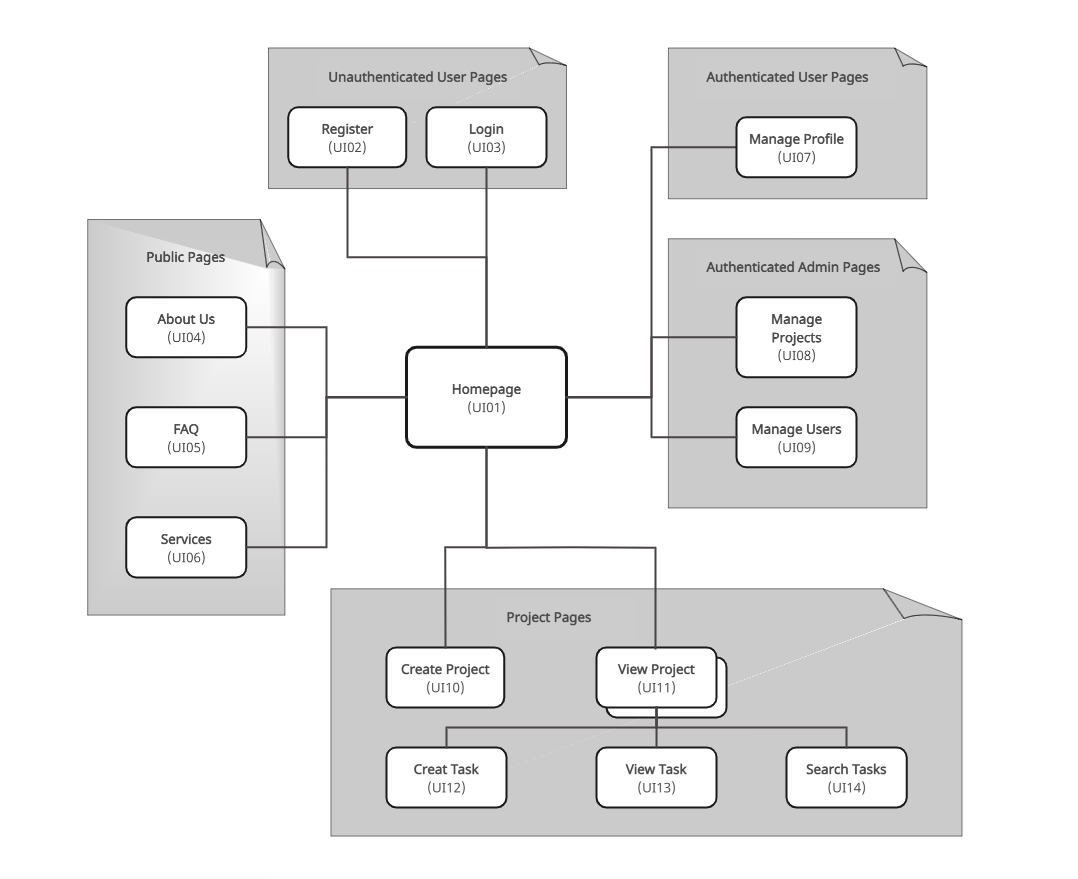 Unauthenticated User Pages
Register
(UI02)
Login
(UI03)
Authenticated User Pages
Manage Profile
(UI07)
Public Pages
About Us
(UI04)
FAQ
(UI05)
Services
(UI06)
Homepage
(UI01)
Authenticated Admin Pages
Manage
Projects
(UI08)
Manage Users
(UI09)
Project Pages
Create Project
(UI10)
View Project
(UI11)
Creat Task
(UI12)
View Task
(UI13)
Search Tasks
(UI14)